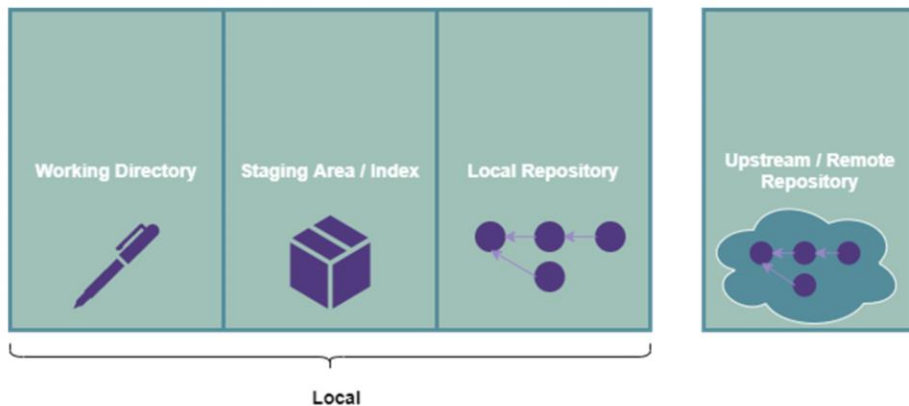 Working Directory
Staging Area / Index
Local Repository
Upstream / Remote
Repository
Local